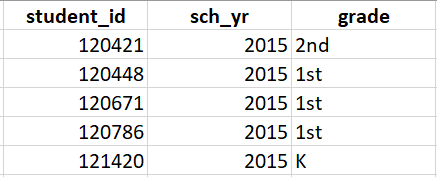 student_id sch_yr grade
120421 2015 2nd
120448 2015 1st
120671 2015 1st
120786 2015 1st
121420 2015 K